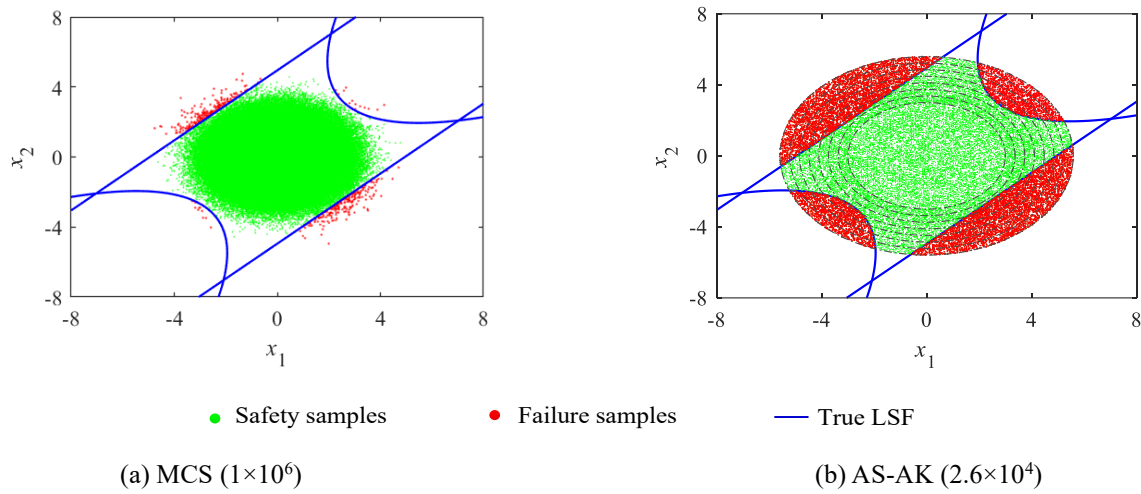 8
4
0
-4
-8
x2
-8
-4
0
4
8
x1
8
4
0
-4
-8
x2
-8
-4
0
4
8
x1
Safety samples
Failure samples
True LSF
(a) MCS (1×10⁶)
(b) AS-AK (2.6×10⁴)